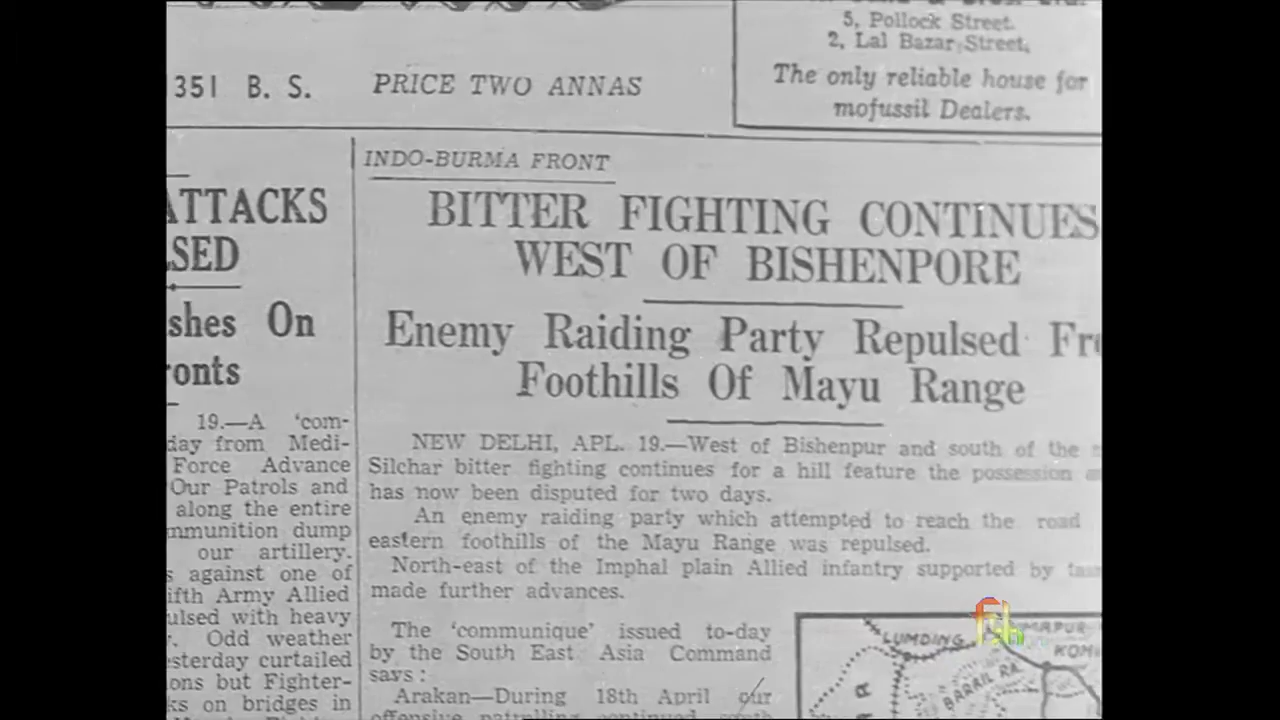 5, Pollock Street.
2, Lal Bazar Street,
The only reliable house for
mofussil Dealers.
351 B. S.
PRICE TWO ANNAS
ATTACKS
shes On
19.—A 'com-
day from Medi-
Force Advance
Our Patrols and
along the entire
mmunition dump
our artillery.
s against one of
ifth Army Allied
ulsed with heavy
Odd weather
sterday curtailed
ons but Fighter-
ks on bridges in
INDO-BURMA FRONT
BITTER FIGHTING CONTINUES
WEST OF BISHENPORE
Enemy Raiding Party Repulsed Fro
Foothills Of Mayu Range
NEW DELHI, APL. 19.—West of Bishenpur and south of the
Silchar bitter fighting continues for a hill feature the possession
has now been disputed for two days.
An enemy raiding party which attempted to reach the road
eastern foothills of the Mayu Range was repulsed.
North-east of the Imphal plain Allied infantry supported by
made further advances.
The 'communique' issued to-day
by the South East Asia Command
says :
Arakan—During 18th April our
LUMDING
BARAIL RA.